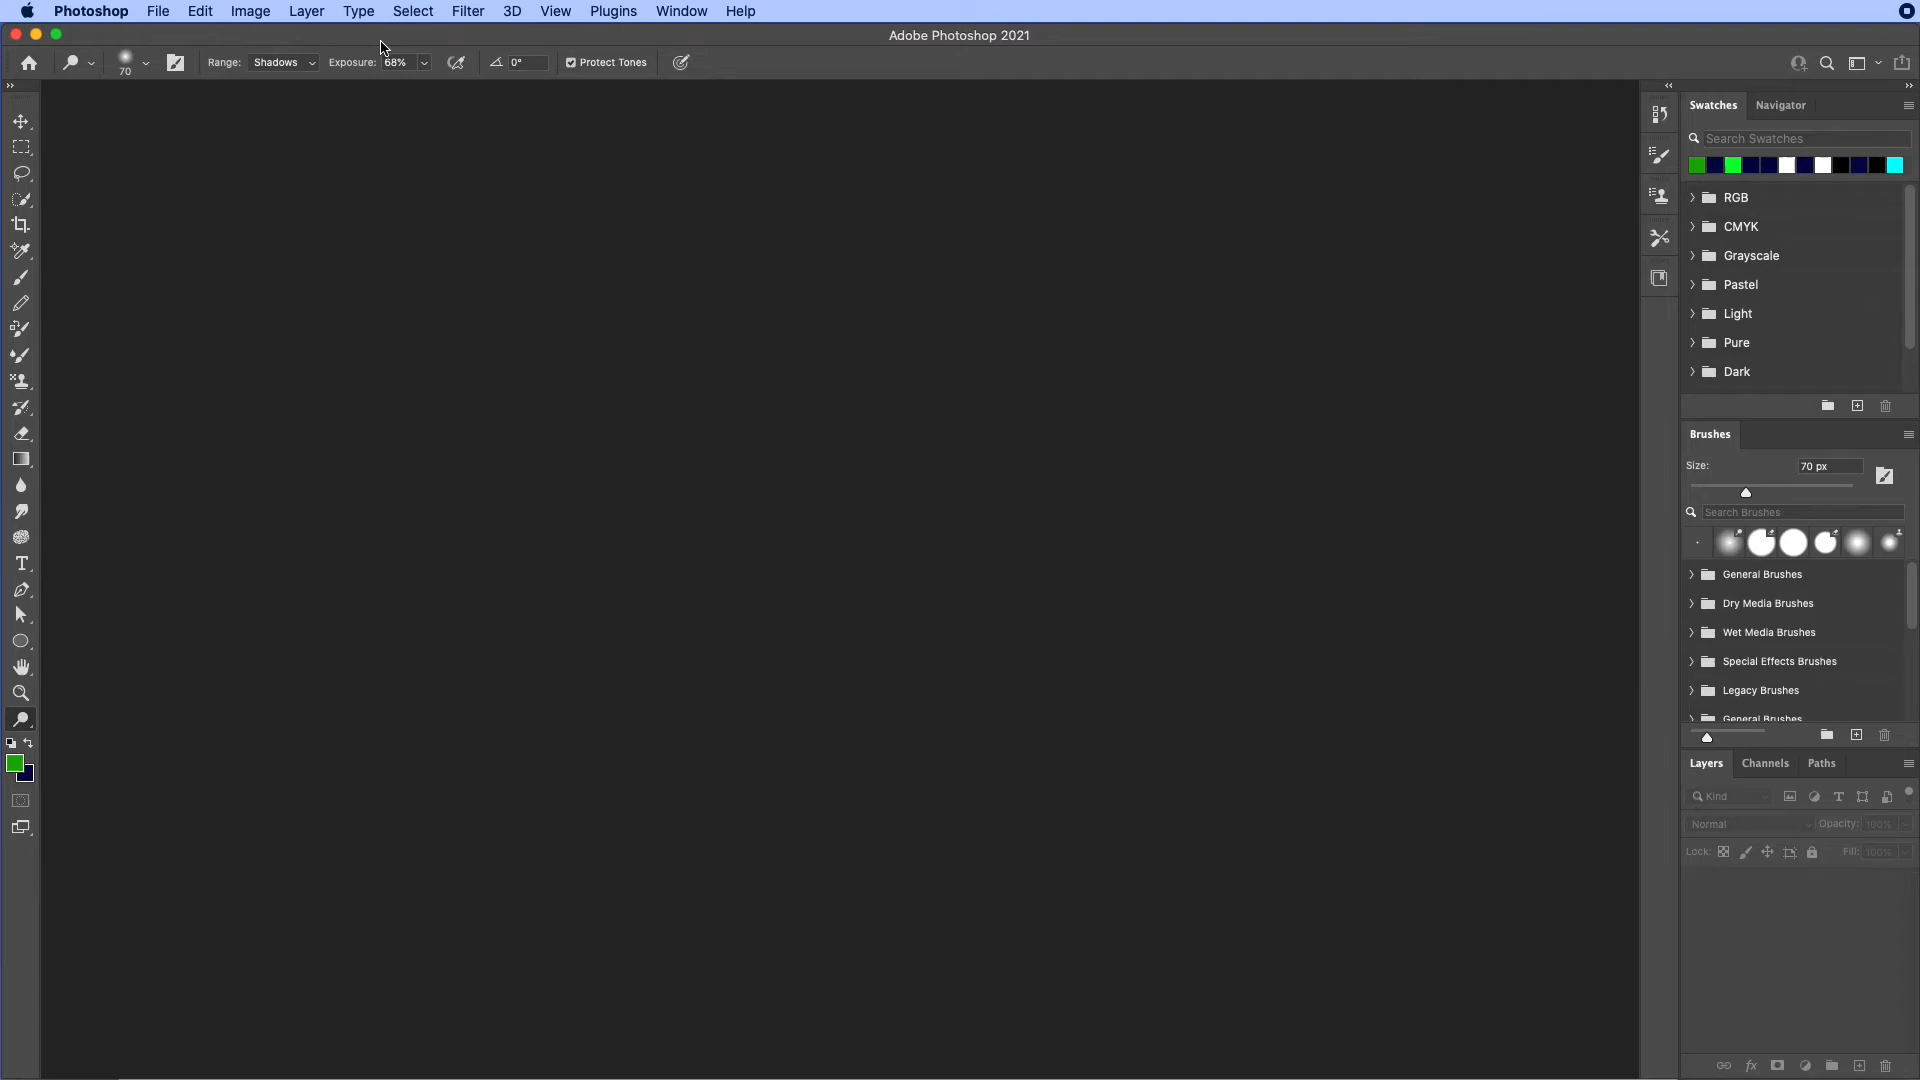 Photoshop File Edit Image Layer Type Select Filter 3D View Plugins Window Help
Adobe Photoshop 2021
70 Range: Shadows Exposure: 68% 0° Protect Tones
Swatches Navigator
Search Swatches
RGB
CMYK
Grayscale
Pastel
Light
Pure
Dark
Brushes
Size: 70 px
Search Brushes
General Brushes
Dry Media Brushes
Wet Media Brushes
Special Effects Brushes
Legacy Brushes
General Brushes
Layers Channels Paths
Kind
Normal Opacity: 100%
Lock: Fill: 100%